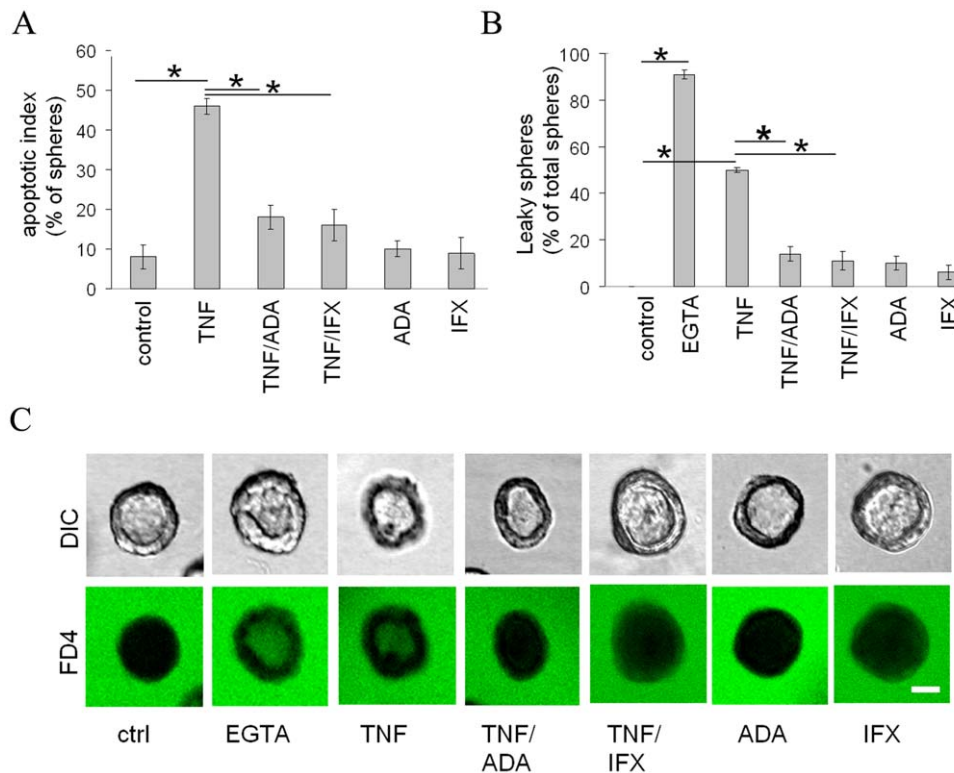 A
apoptotic index
(% of spheres)
60
50
40
30
20
10
0
*
*
*
control
TNF
TNF/ADA
TNF/IFX
ADA
IFX
B
Leaky spheres
(% of total spheres)
100
80
60
40
20
0
*
*
*
*
control
EGTA
TNF
TNF/ADA
TNF/IFX
ADA
IFX
C
DIC
FD4
ctrl
EGTA
TNF
TNF/
ADA
TNF/
IFX
ADA
IFX